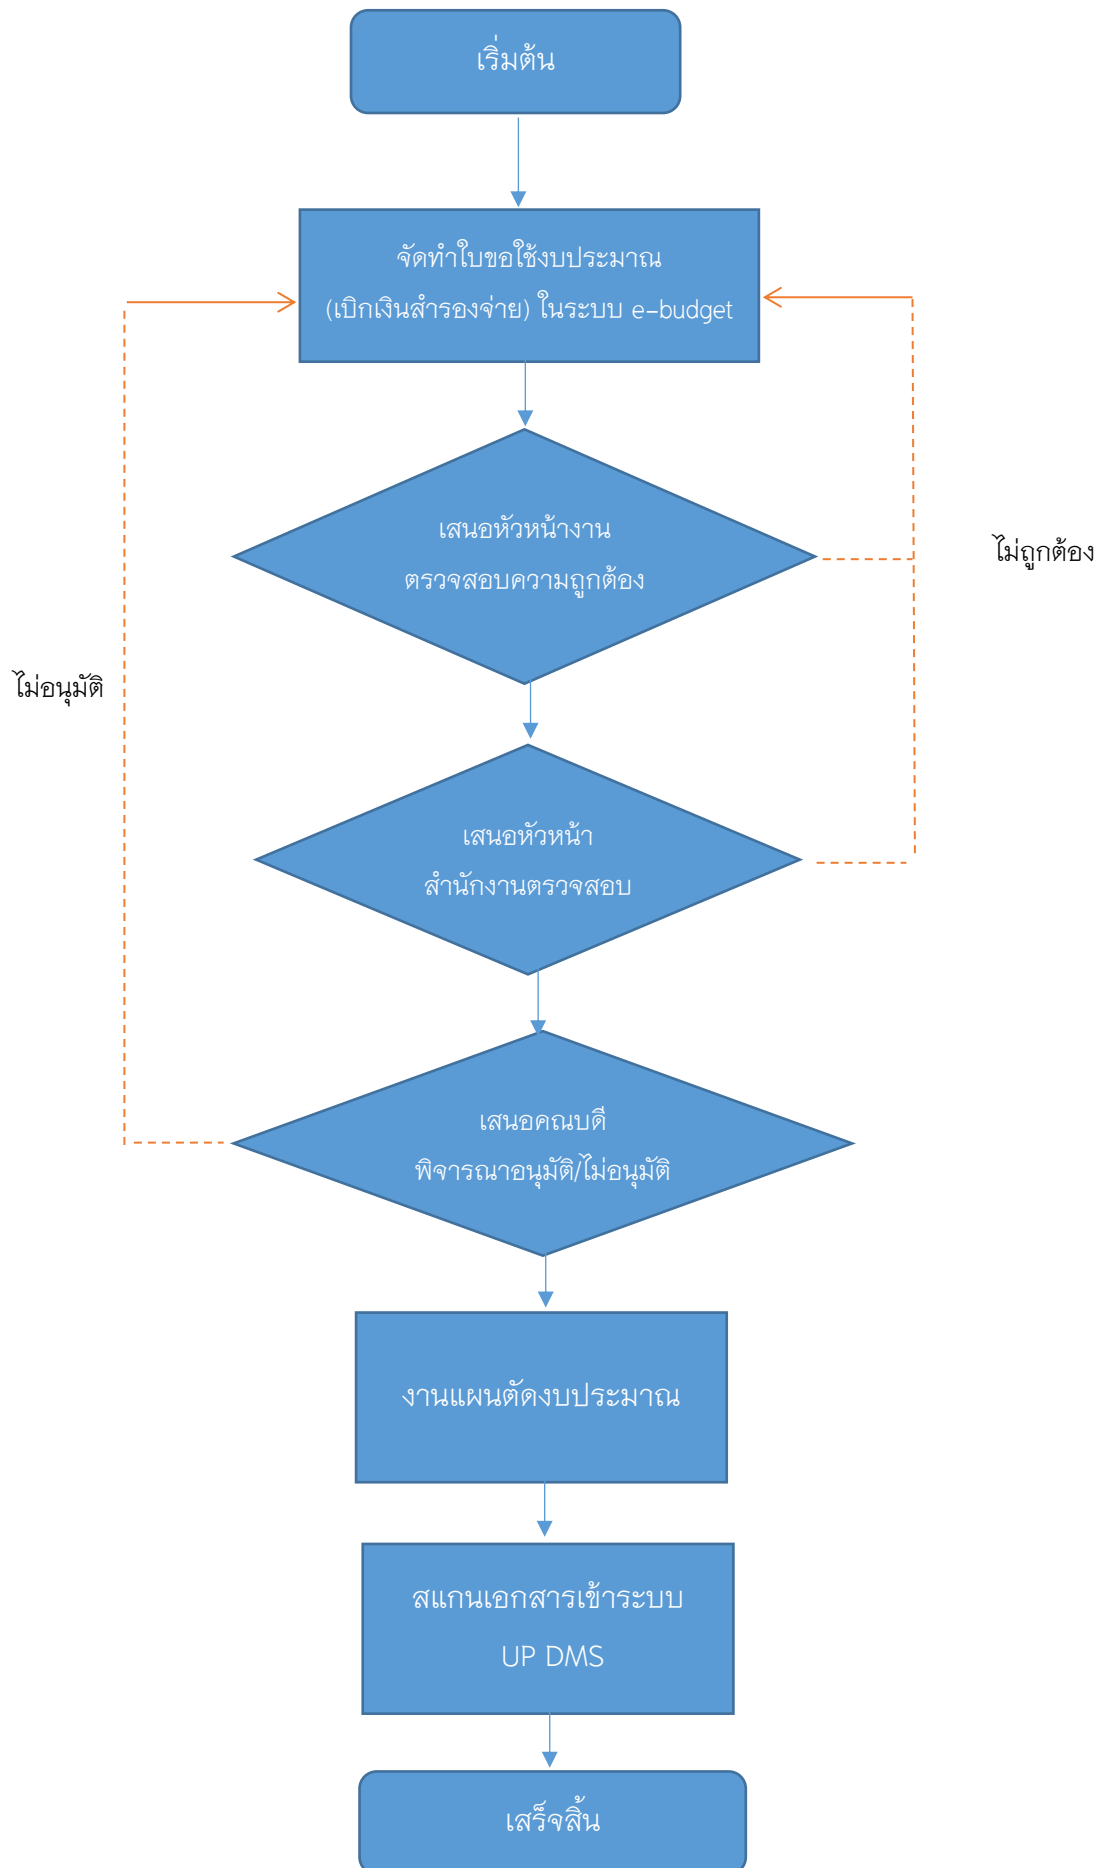 เริ่มต้น
จัดทำใบขอใช้งบประมาณ
(เบิกเงินสำรองจ่าย) ในระบบ e-budget
เสนอหัวหน้างาน
ตรวจสอบความถูกต้อง
ไม่ถูกต้อง
ไม่อนุมัติ
เสนอหัวหน้า
สำนักงานตรวจสอบ
เสนอคณบดี
พิจารณาอนุมัติ/ไม่อนุมัติ
งานแผนตัดงบประมาณ
สแกนเอกสารเข้าระบบ
UP DMS
เสร็จสิ้น